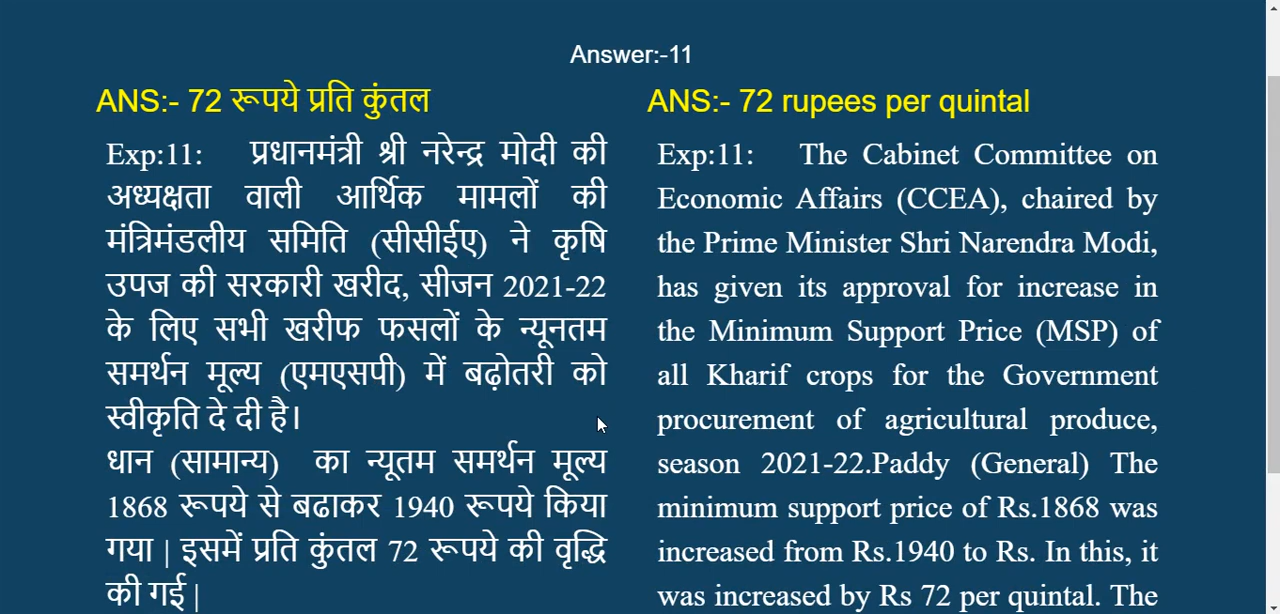 Answer:-11
ANS:- 72 रूपये प्रति कुंतल
Exp:11: प्रधानमंत्री श्री नरेन्द्र मोदी की
अध्यक्षता वाली आर्थिक मामलों की
मंत्रिमंडलीय समिति (सीसीईए) ने कृषि
उपज की सरकारी खरीद, सीजन 2021-22
के लिए सभी खरीफ फसलों के न्यूनतम
समर्थन मूल्य (एमएसपी) में बढ़ोतरी को
स्वीकृति दे दी है।
धान (सामान्य) का न्यूतम समर्थन मूल्य
1868 रूपये से बढाकर 1940 रूपये किया
गया | इसमें प्रति कुंतल 72 रूपये की वृद्धि
की गई |
ANS:- 72 rupees per quintal
Exp:11: The Cabinet Committee on
Economic Affairs (CCEA), chaired by
the Prime Minister Shri Narendra Modi,
has given its approval for increase in
the Minimum Support Price (MSP) of
all Kharif crops for the Government
procurement of agricultural produce,
season 2021-22.Paddy (General) The
minimum support price of Rs.1868 was
increased from Rs.1940 to Rs. In this, it
was increased by Rs 72 per quintal. The